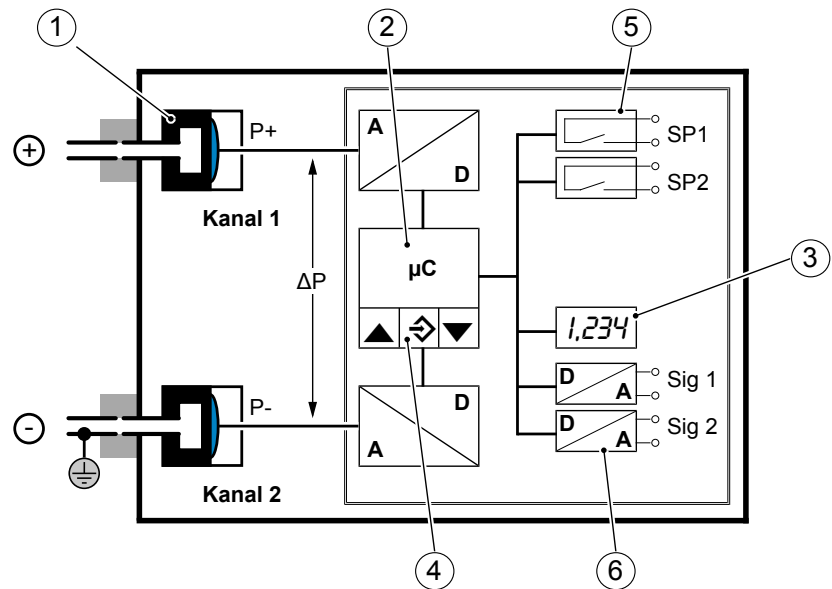 1
2
5
+
P+
A
D
SP1
SP2
Kanal 1
µC
ΔP
3
1,234
D
A
Sig 1
-
P-
D
A
D
A
Sig 2
Kanal 2
4
6